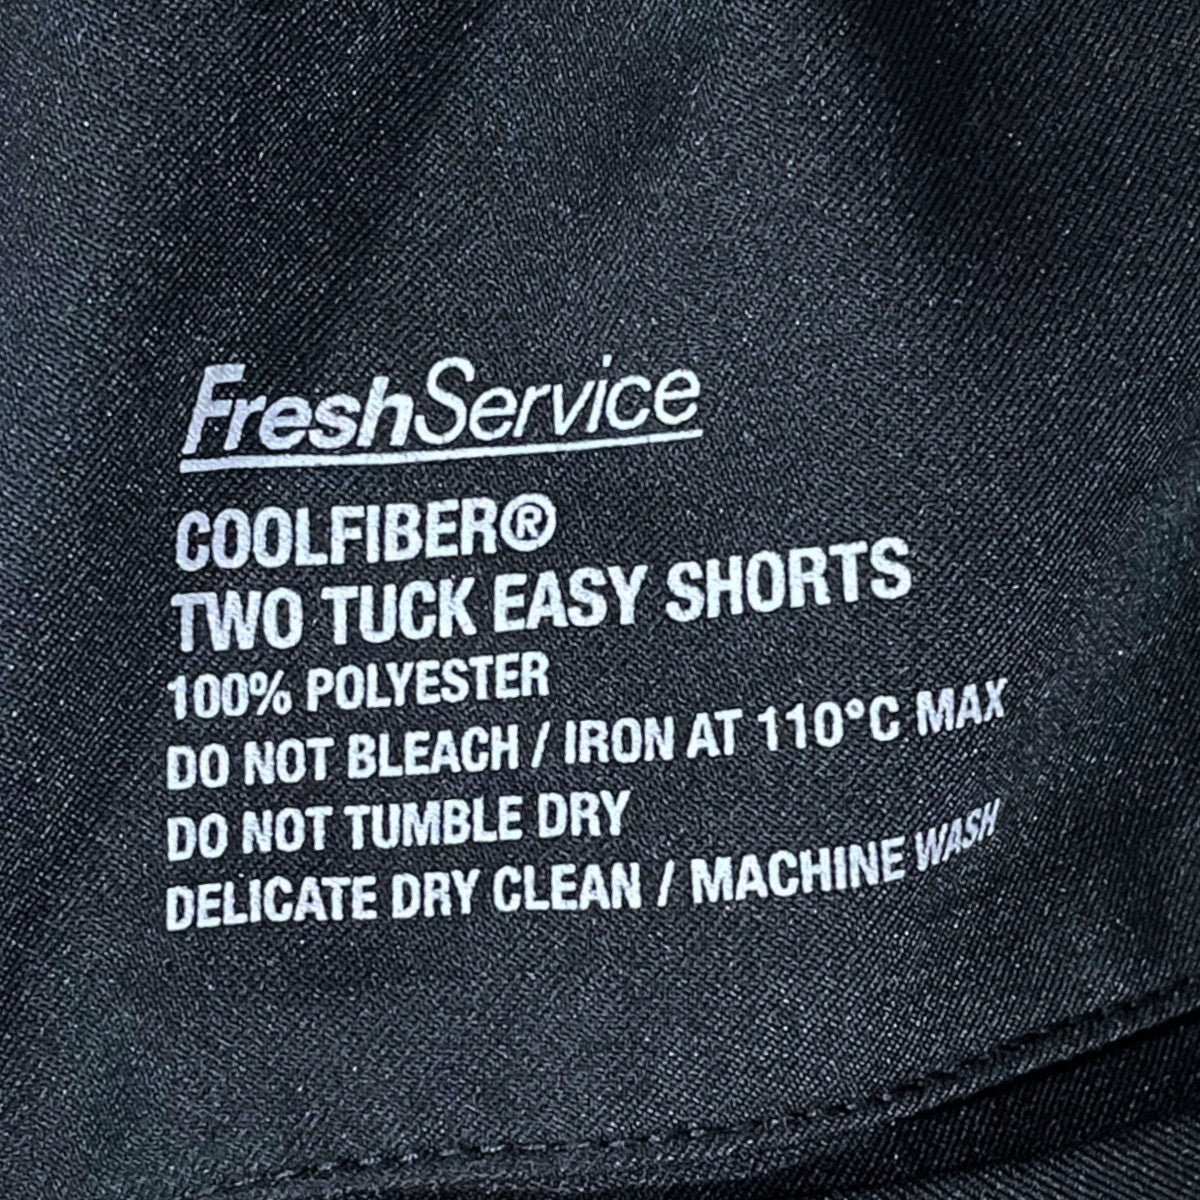 FreshService
COOLFIBER®
TWO TUCK EASY SHORTS
100% POLYESTER
DO NOT BLEACH / IRON AT 110°C MAX
DO NOT TUMBLE DRY
DELICATE DRY CLEAN / MACHINE WASH